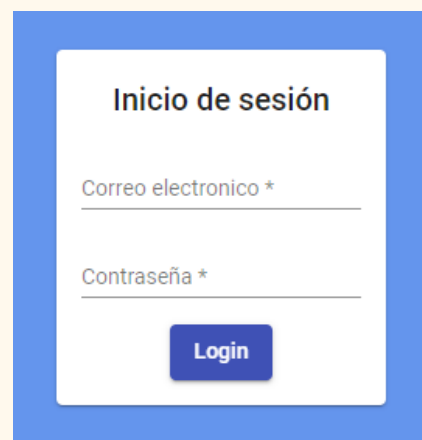 Inicio de sesión
Correo electronico *
Contraseña *
Login